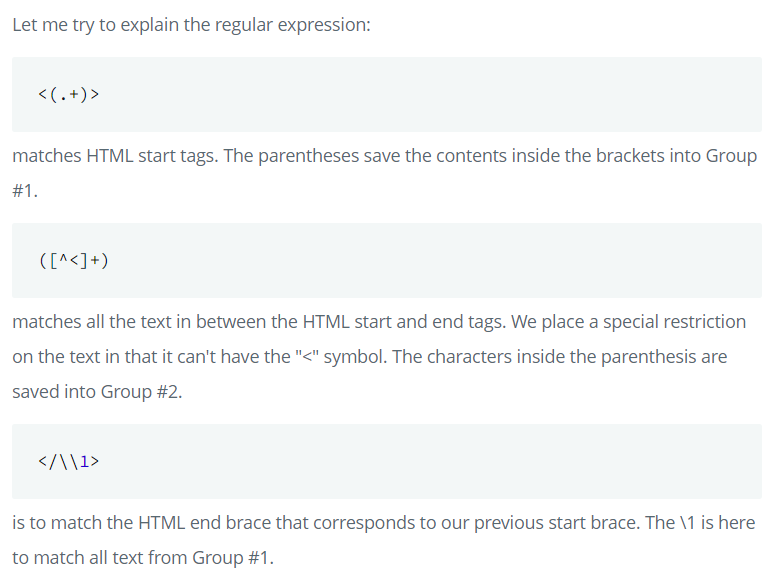 Let me try to explain the regular expression:
<(.+)>
matches HTML start tags. The parentheses save the contents inside the brackets into Group
#1.
([^<]+)
matches all the text in between the HTML start and end tags. We place a special restriction
on the text in that it can't have the "<" symbol. The characters inside the parenthesis are
saved into Group #2.
</\\1>
is to match the HTML end brace that corresponds to our previous start brace. The \1 is here
to match all text from Group #1.